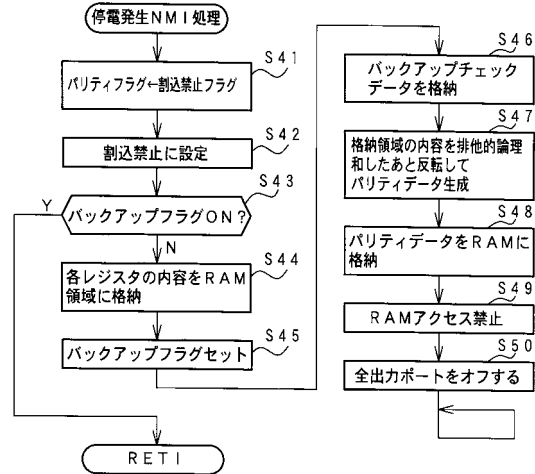 停電発生NMI処理
S41
パリティフラグ←割込禁止フラグ
S42
割込禁止に設定
S43
バックアップフラグON?
Y
N
S44
各レジスタの内容をRAM
領域に格納
S45
バックアップフラグセット
RETI
S46
バックアップチェック
データを格納
S47
格納領域の内容を排他的論理
和したあと反転して
パリティデータ生成
S48
パリティデータをRAMに
格納
S49
RAMアクセス禁止
S50
全出力ポートをオフする